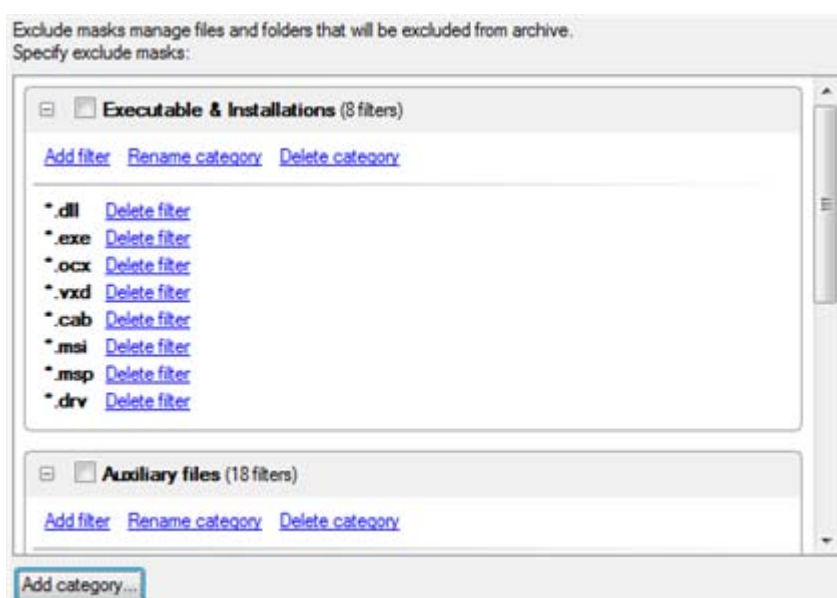 Exclude masks manage files and folders that will be excluded from archive.
Specify exclude masks:
Executable & Installations (8 filters)
Add filter Rename category Delete category
*.dll Delete filter
*.exe Delete filter
*.ocx Delete filter
*.vxd Delete filter
*.cab Delete filter
*.msi Delete filter
*.msp Delete filter
*.drv Delete filter
Auxiliary files (18 filters)
Add filter Rename category Delete category
Add category...